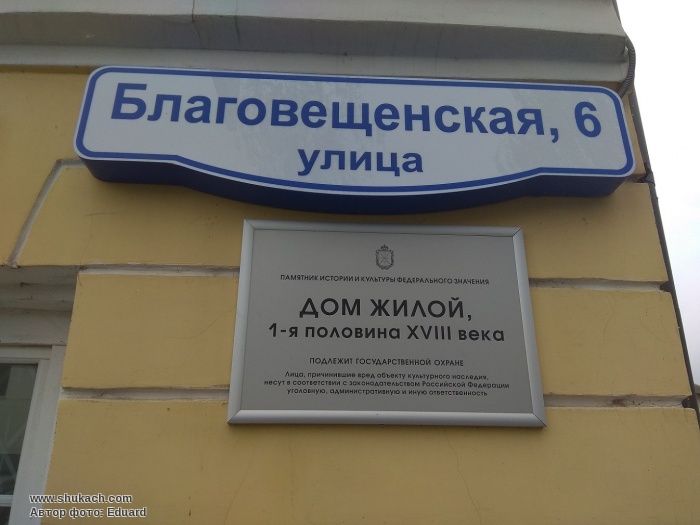 Благовещенская, 6
улица
ПАМЯТНИК ИСТОРИИ И КУЛЬТУРЫ ФЕДЕРАЛЬНОГО ЗНАЧЕНИЯ
ДОМ ЖИЛОЙ,
1-я половина XVIII века
ПОДЛЕЖИТ ГОСУДАРСТВЕННОЙ ОХРАНЕ
Лица, причинившие вред объекту культурного наследия,
несут в соответствии с законодательством Российской Федерации
уголовную, административную и иную ответственность
www.shukach.com
Автор фото: Eduard